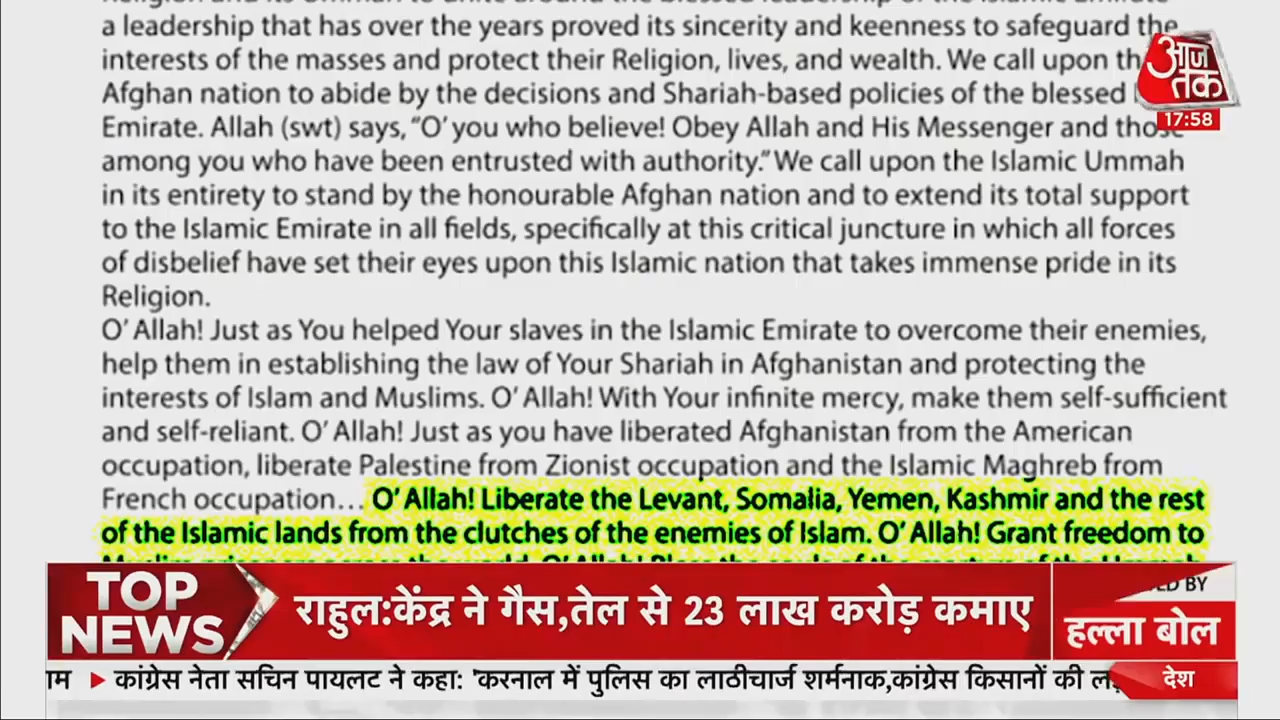 a leadership that has over the years proved its sincerity and keenness to safeguard the
interests of the masses and protect their Religion, lives, and wealth. We call upon
Afghan nation to abide by the decisions and Shariah-based policies of the blessed
Emirate. Allah (swt) says, “O’ you who believe! Obey Allah and His Messenger and those
among you who have been entrusted with authority.” We call upon the Islamic Ummah
in its entirety to stand by the honourable Afghan nation and to extend its total support
to the Islamic Emirate in all fields, specifically at this critical juncture in which all forces
of disbelief have set their eyes upon this Islamic nation that takes immense pride in its
Religion.
O’ Allah! Just as You helped Your slaves in the Islamic Emirate to overcome their enemies,
help them in establishing the law of Your Shariah in Afghanistan and protecting the
interests of Islam and Muslims. O’ Allah! With Your infinite mercy, make them self-sufficient
and self-reliant. O’ Allah! Just as you have liberated Afghanistan from the American
occupation, liberate Palestine from Zionist occupation and the Islamic Maghreb from
French occupation… O’ Allah! Liberate the Levant, Somalia, Yemen, Kashmir and the rest
of the Islamic lands from the clutches of the enemies of Islam. O’ Allah! Grant freedom to
आज तक
17:58
TOP NEWS
राहुल:केंद्र ने गैस,तेल से 23 लाख करोड़ कमाए
BY
हल्ला बोल
कांग्रेस नेता सचिन पायलट ने कहा: 'करनाल में पुलिस का लाठीचार्ज शर्मनाक,कांग्रेस किसानों की
देश